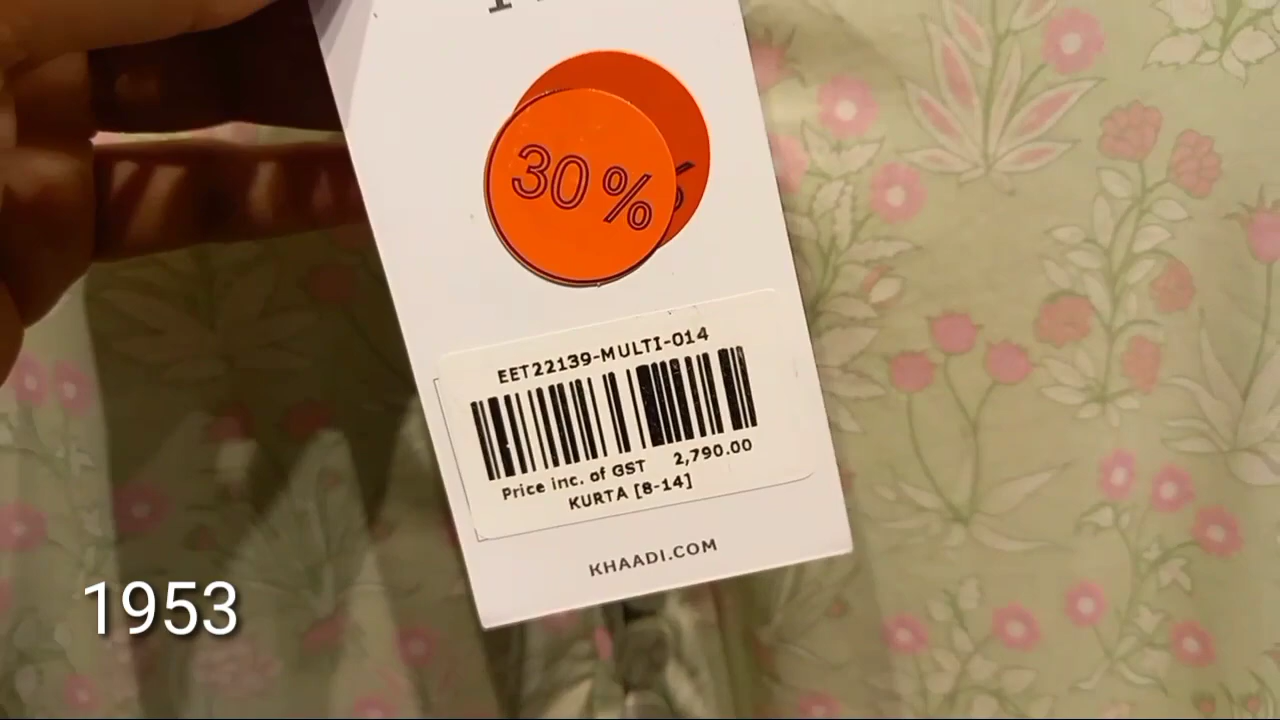 30%
EET22139-MULTI-014
Price inc. of GST 2,790.00
KURTA [8-14]
KHAADI.COM
1953